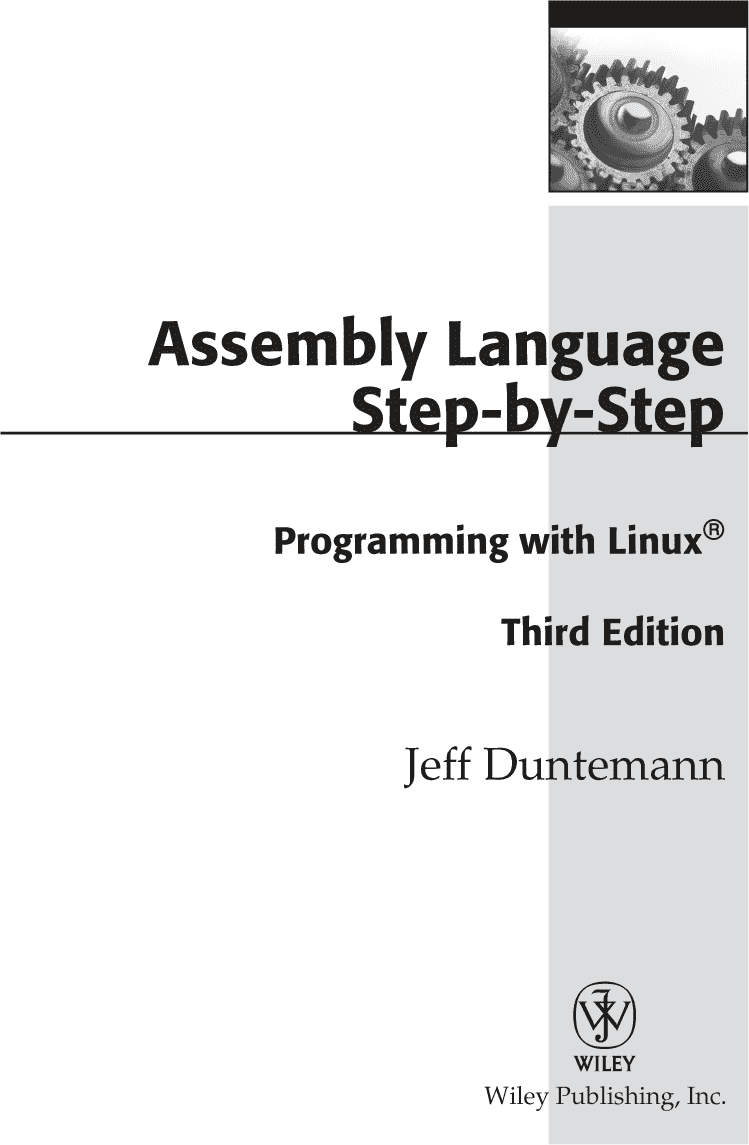 Assembly Language
Step-by-Step
Programming with Linux®
Third Edition
Jeff Duntemann
WILEY
Wiley Publishing, Inc.